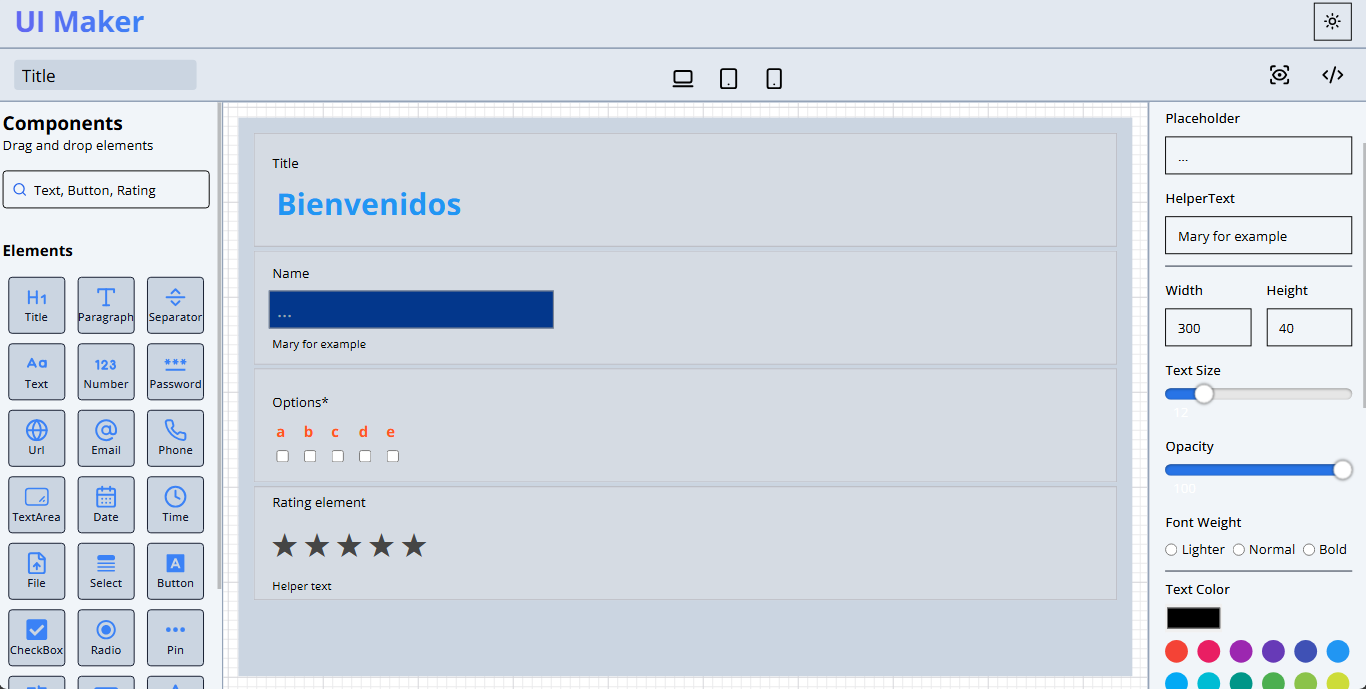 UI Maker
Title
Components
Drag and drop elements
Text, Button, Rating
Elements
H1 T
Title Paragraph Separator
Aa 123 ***
Text Number Password
Url Email Phone
TextArea Date Time
A
File Select Button
CheckBox Radio Pin
Title
Bienvenidos
Name
...
Mary for example
Options*
a b c d e
Rating element
Helper text
Placeholder
...
HelperText
Mary for example
Width Height
300 40
Text Size
12
Opacity
100
Font Weight
Lighter Normal Bold
Text Color